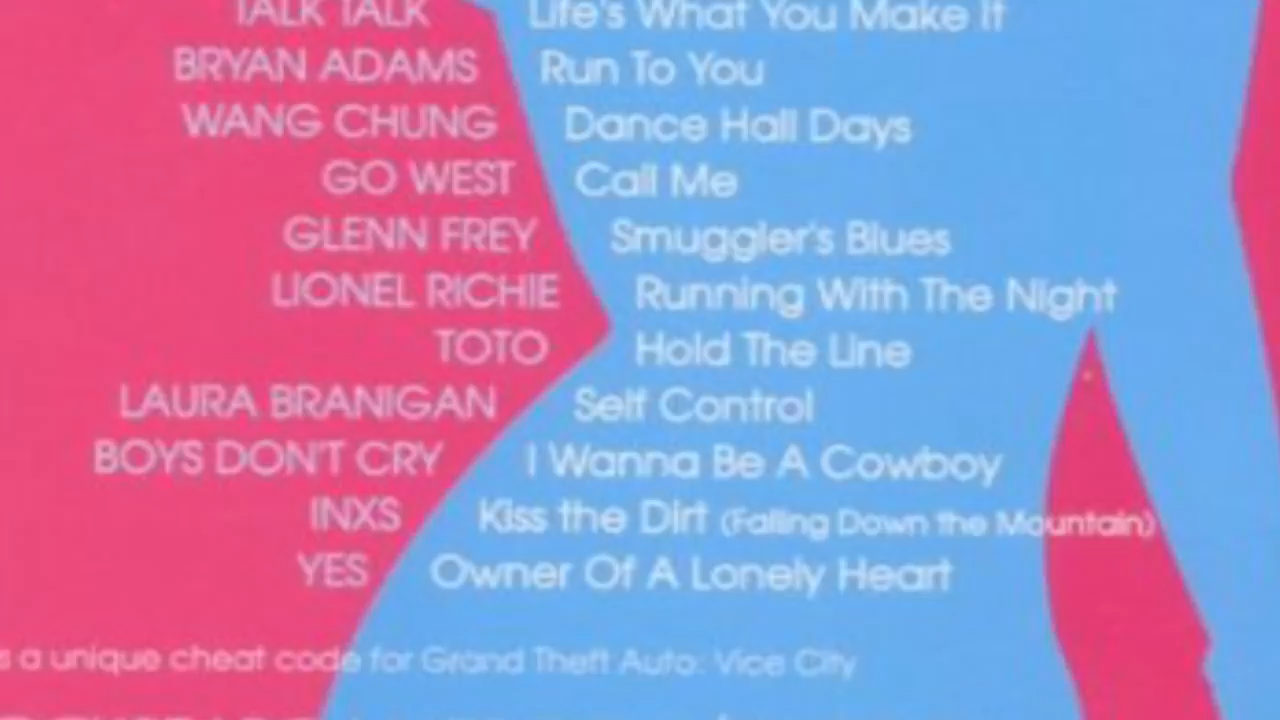 TALK TALK Life's What You Make It
BRYAN ADAMS Run To You
WANG CHUNG Dance Hall Days
GO WEST Call Me
GLENN FREY Smuggler's Blues
LIONEL RICHIE Running With The Night
TOTO Hold The Line
LAURA BRANIGAN Self Control
BOYS DON'T CRY I Wanna Be A Cowboy
INXS Kiss the Dirt (Falling Down the Mountain)
YES Owner Of A Lonely Heart
a unique cheat code for Grand Theft Auto: Vice City